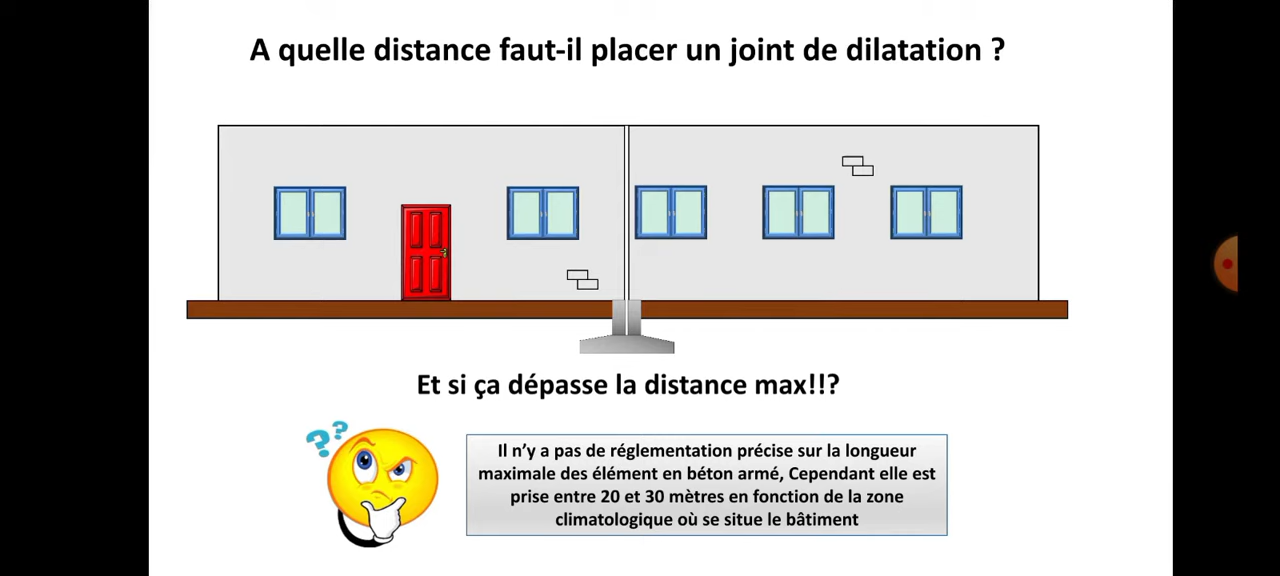 A quelle distance faut-il placer un joint de dilatation ?
Et si ça dépasse la distance max!!?
??
Il n'y a pas de réglementation précise sur la longueur
maximale des élément en béton armé, Cependant elle est
prise entre 20 et 30 mètres en fonction de la zone
climatologique où se situe le bâtiment